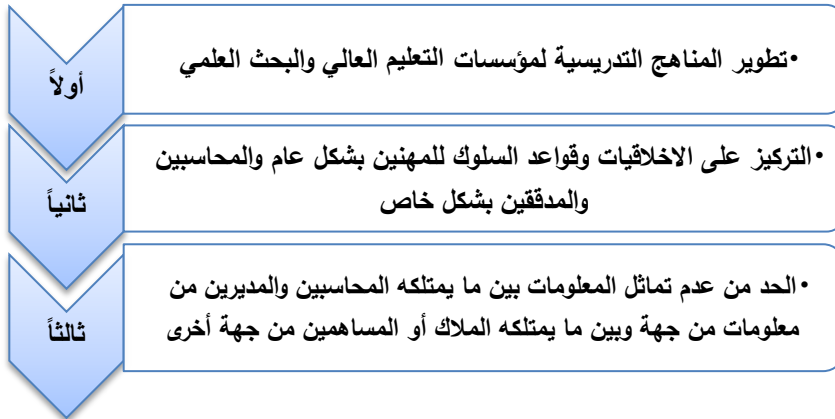 أولاً
•تطوير المناهج التدريسية لمؤسسات التعليم العالي والبحث العلمي
ثانياً
•التركيز على الاخلاقيات وقواعد السلوك للمهنين بشكل عام والمحاسبين
والمدققين بشكل خاص
ثالثاً
•الحد من عدم تماثل المعلومات بين ما يمتلكه المحاسبين والمديرين من
معلومات من جهة وبين ما يمتلكه الملاك أو المساهمين من جهة أخرى